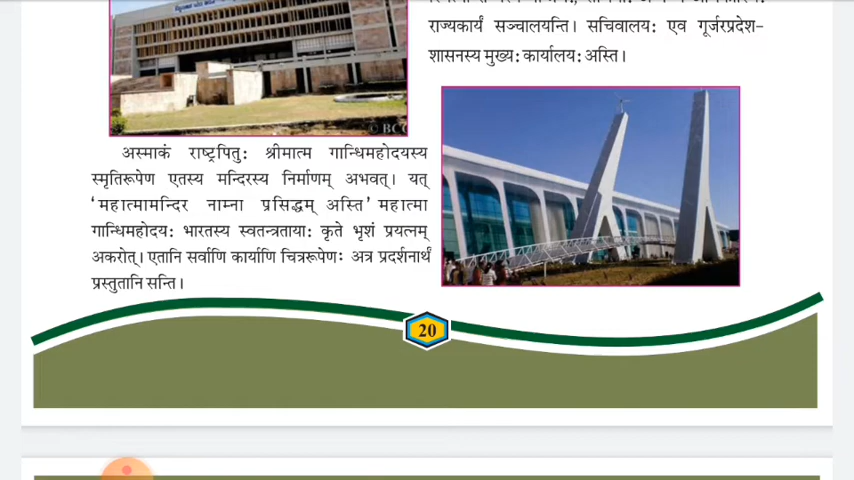 राज्यकार्यं सञ्चालयन्ति। सचिवालय: एव गूर्जरप्रदेश-
शासनस्य मुख्य: कार्यालय: अस्ति।
© BCC
अस्माकं राष्ट्रपितु: श्रीमात्म गान्धिमहोदयस्य
स्मृतिरूपेण एतस्य मन्दिरस्य निर्माणम् अभवत्। यत्
‘महात्मामन्दिर नाम्ना प्रसिद्धम् अस्ति’ महात्मा
गान्धिमहोदय: भारतस्य स्वतन्त्रताया: कृते भृशं प्रयत्नम्
अकरोत्। एतानि सर्वाणि कार्याणि चित्ररूपेण: अत्र प्रदर्शनार्थं
प्रस्तुतानि सन्ति।
20